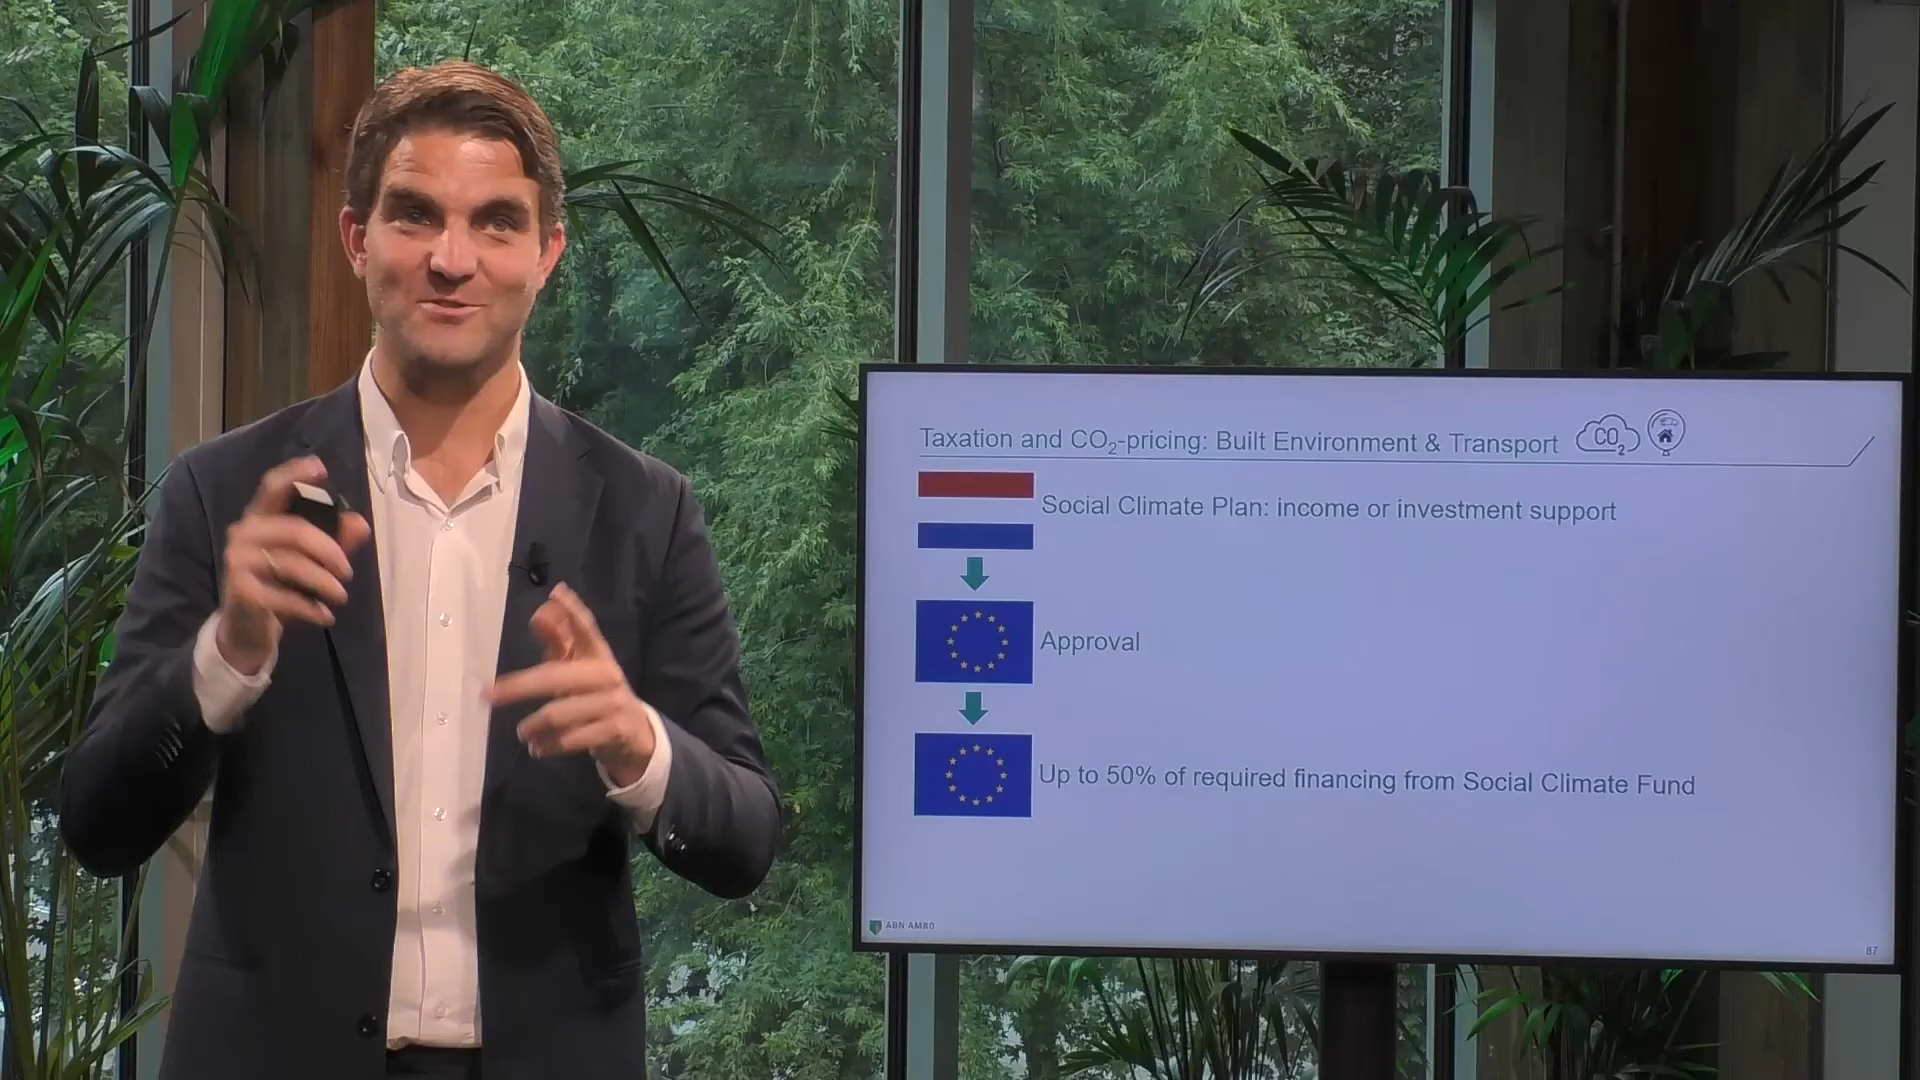 Taxation and CO₂-pricing: Built Environment & Transport
CO₂
Social Climate Plan: income or investment support
Approval
Up to 50% of required financing from Social Climate Fund
ABN·AMRO
87